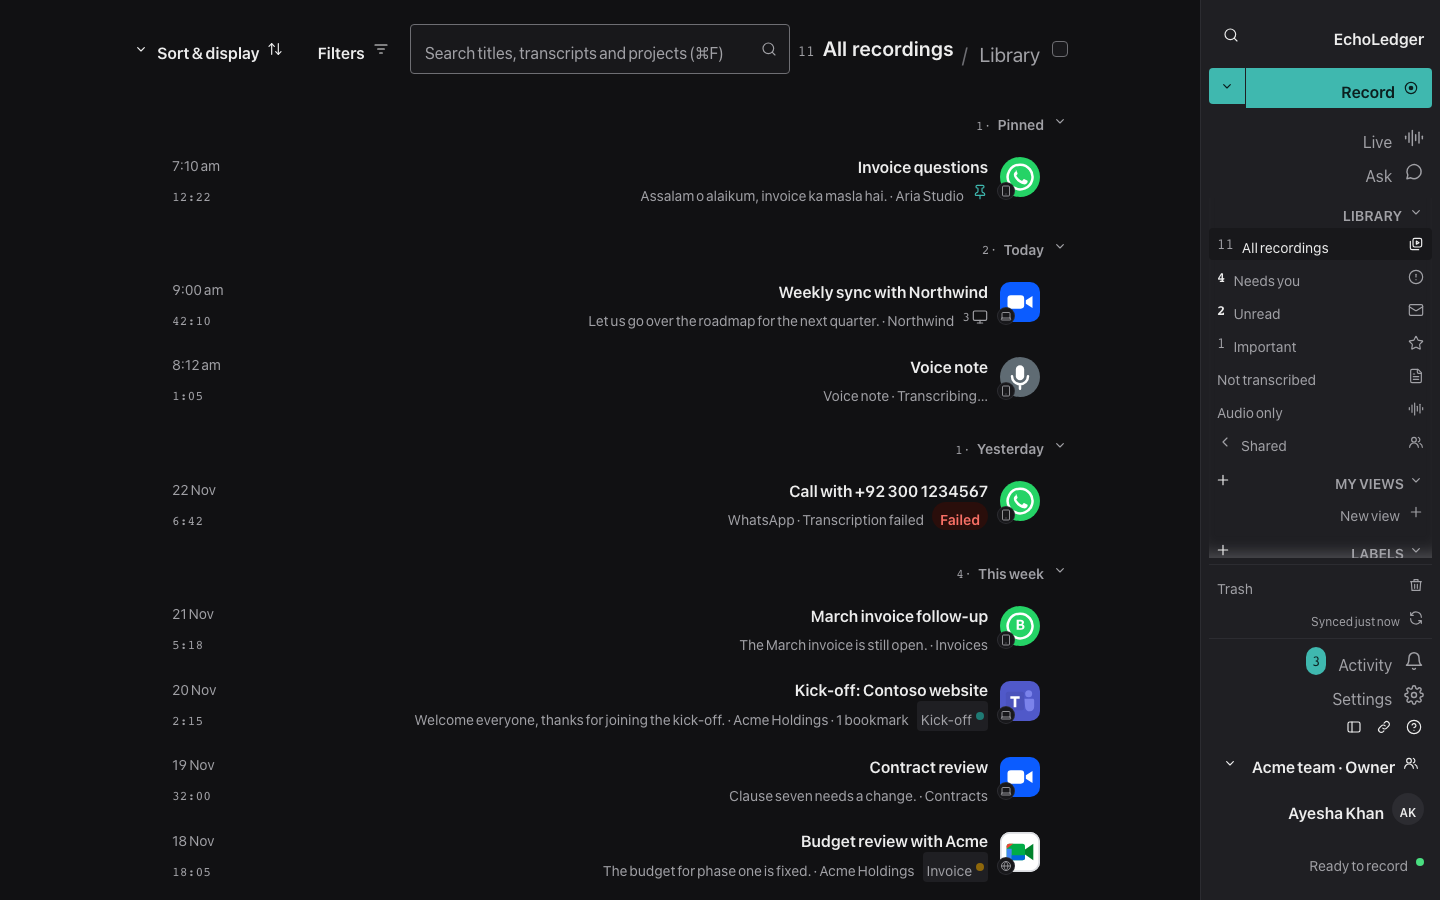 EchoLedger
Record
Live
Ask
LIBRARY
All recordings 11
Needs you 4
Unread 2
Important 1
Not transcribed
Audio only
Shared
MY VIEWS
New view
LABELS
Trash
Synced just now
Activity 3
Settings
Acme team · Owner
AK
Ayesha Khan
Ready to record
Library / All recordings 11
Search titles, transcripts and projects (⌘F)
Filters
Sort & display
Pinned · 1
Invoice questions
7:10 am
Assalam o alaikum, invoice ka masla hai. · Aria Studio
12:22
Today · 2
Weekly sync with Northwind
9:00 am
3 Let us go over the roadmap for the next quarter. · Northwind
42:10
Voice note
8:12 am
Voice note · Transcribing...
1:05
Yesterday · 1
Call with +92 300 1234567
22 Nov
Failed WhatsApp · Transcription failed
6:42
This week · 4
B
March invoice follow-up
21 Nov
The March invoice is still open. · Invoices
5:18
T
Kick-off: Contoso website
20 Nov
Kick-off Welcome everyone, thanks for joining the kick-off. · Acme Holdings · 1 bookmark
2:15
Contract review
19 Nov
Clause seven needs a change. · Contracts
32:00
Budget review with Acme
18 Nov
Invoice The budget for phase one is fixed. · Acme Holdings
18:05